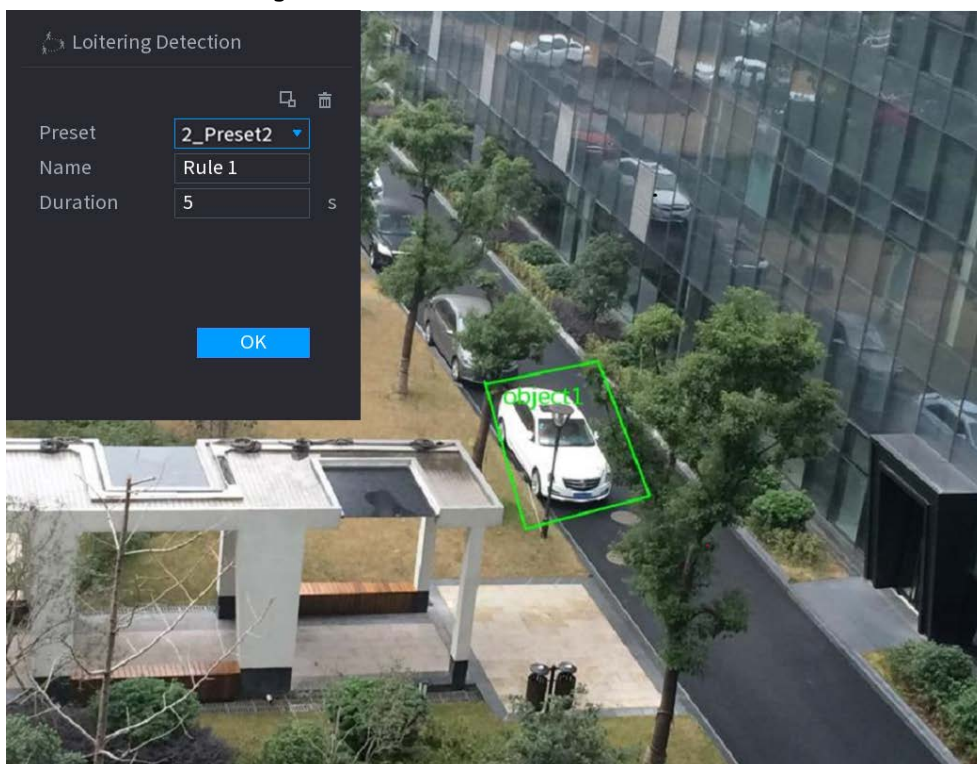 Loitering Detection
Preset 2_Preset2
Name Rule 1
Duration 5 s
OK
object1